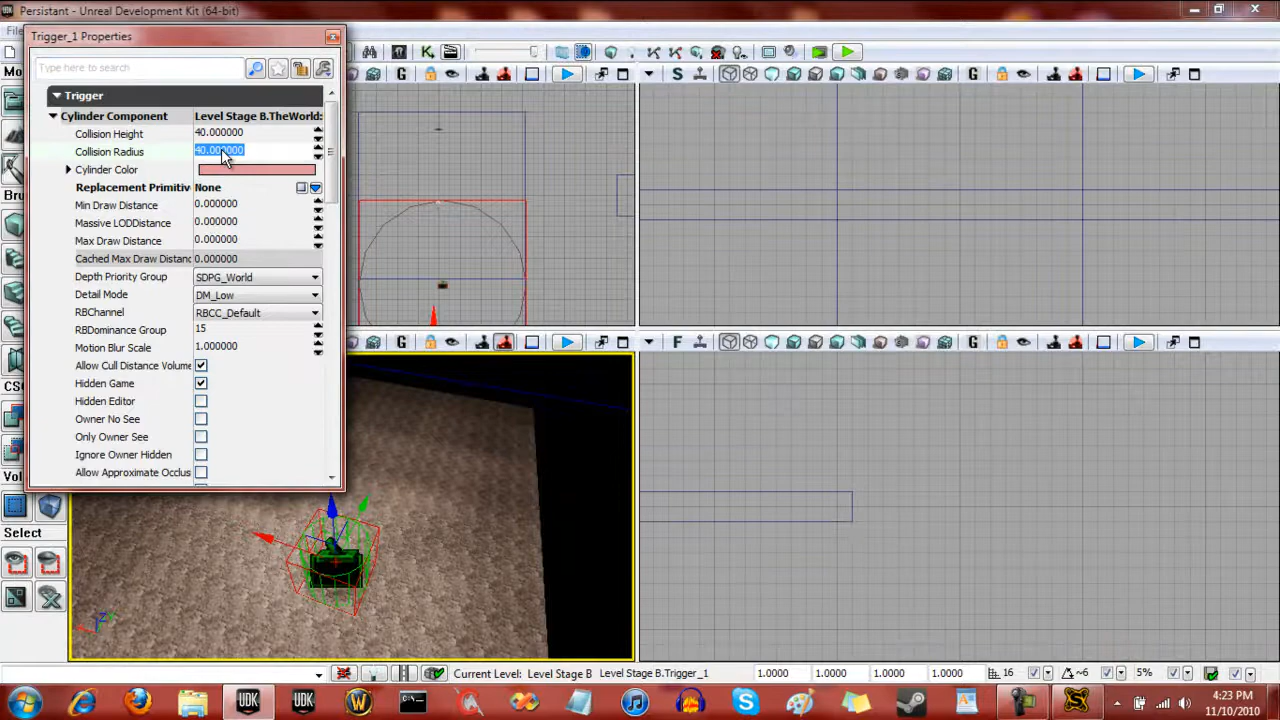 Persistant - Unreal Development Kit (64-bit)
Trigger_1 Properties
Type here to search
Trigger
Cylinder Component Level Stage B.TheWorld:
Collision Height 40.000000
Collision Radius 40.000000
Cylinder Color
Replacement Primitive None
Min Draw Distance 0.000000
Massive LODDistance 0.000000
Max Draw Distance 0.000000
Cached Max Draw Distanc 0.000000
Depth Priority Group SDPG_World
Detail Mode DM_Low
RBChannel RBCC_Default
RBDominance Group 15
Motion Blur Scale 1.000000
Allow Cull Distance Volume
Hidden Game
Hidden Editor
Owner No See
Only Owner See
Ignore Owner Hidden
Allow Approximate Occlus
Fil
Mo
Bru
CSG
Vol
Select
G
S
G
F
G
Z
Current Level: Level Stage B Level Stage B.Trigger_1 1.0000 1.0000 1.0000 1.0000 16 ~6 5%
UDK
UDK
4:23 PM
11/10/2010